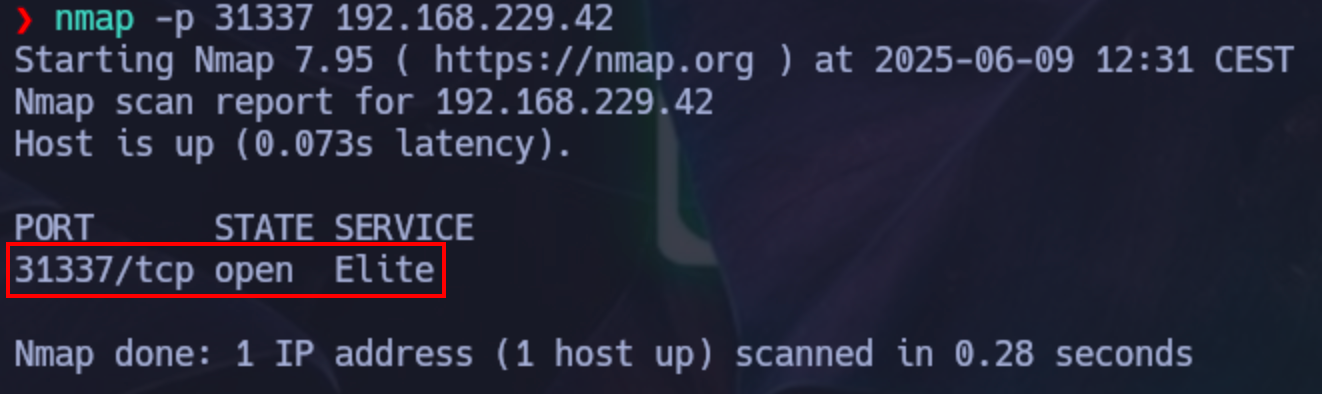 ❯ nmap -p 31337 192.168.229.42
Starting Nmap 7.95 ( https://nmap.org ) at 2025-06-09 12:31 CEST
Nmap scan report for 192.168.229.42
Host is up (0.073s latency).
PORT      STATE SERVICE
31337/tcp open  Elite
Nmap done: 1 IP address (1 host up) scanned in 0.28 seconds